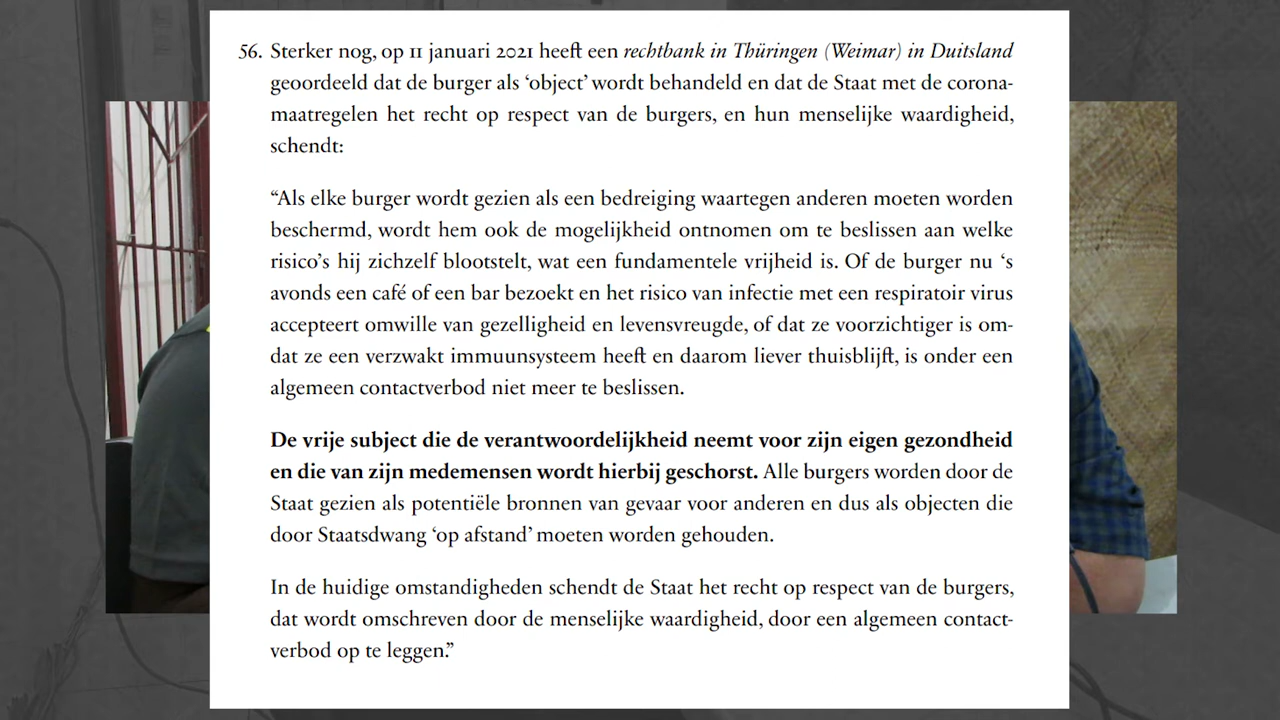 56. Sterker nog, op 11 januari 2021 heeft een rechtbank in Thüringen (Weimar) in Duitsland
geoordeeld dat de burger als ‘object’ wordt behandeld en dat de Staat met de corona-
maatregelen het recht op respect van de burgers, en hun menselijke waardigheid,
schendt:
“Als elke burger wordt gezien als een bedreiging waartegen anderen moeten worden
beschermd, wordt hem ook de mogelijkheid ontnomen om te beslissen aan welke
risico’s hij zichzelf blootstelt, wat een fundamentele vrijheid is. Of de burger nu ‘s
avonds een café of een bar bezoekt en het risico van infectie met een respiratoir virus
accepteert omwille van gezelligheid en levensvreugde, of dat ze voorzichtiger is om-
dat ze een verzwakt immuunsysteem heeft en daarom liever thuisblijft, is onder een
algemeen contactverbod niet meer te beslissen.
De vrije subject die de verantwoordelijkheid neemt voor zijn eigen gezondheid
en die van zijn medemensen wordt hierbij geschorst. Alle burgers worden door de
Staat gezien als potentiële bronnen van gevaar voor anderen en dus als objecten die
door Staatsdwang ‘op afstand’ moeten worden gehouden.
In de huidige omstandigheden schendt de Staat het recht op respect van de burgers,
dat wordt omschreven door de menselijke waardigheid, door een algemeen contact-
verbod op te leggen.”